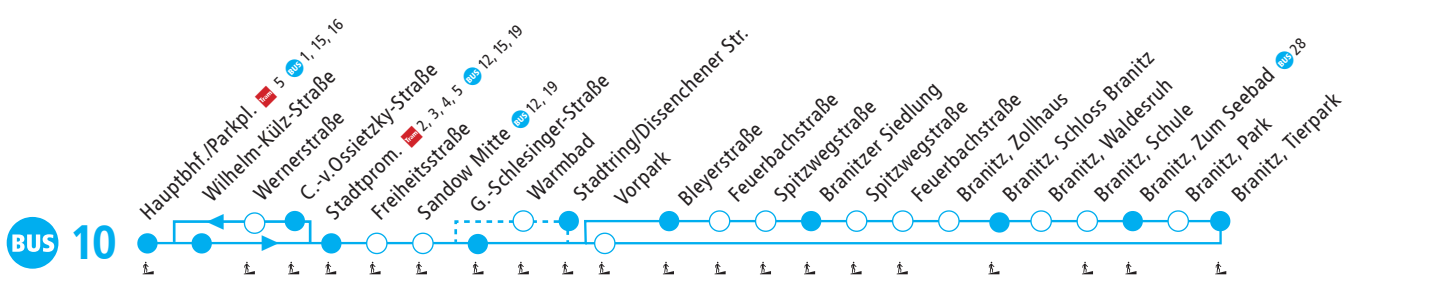 BUS 10
Hauptbhf./Parkpl. Tram 5 BUS 1, 15, 16
Wilhelm-Külz-Straße
Wernerstraße
C.-v.Ossietzky-Straße
Stadtprom. Tram 2, 3, 4, 5 BUS 12, 15, 19
Freiheitsstraße
Sandow Mitte BUS 12, 19
G.-Schlesinger-Straße
Warmbad
Stadtring/Dissenchener Str.
Vorpark
Bleyerstraße
Feuerbachstraße
Spitzwegstraße
Branitzer Siedlung
Spitzwegstraße
Feuerbachstraße
Branitz, Zollhaus
Branitz, Schloss Branitz
Branitz, Waldesruh
Branitz, Schule
Branitz, Zum Seebad BUS 28
Branitz, Park
Branitz, Tierpark